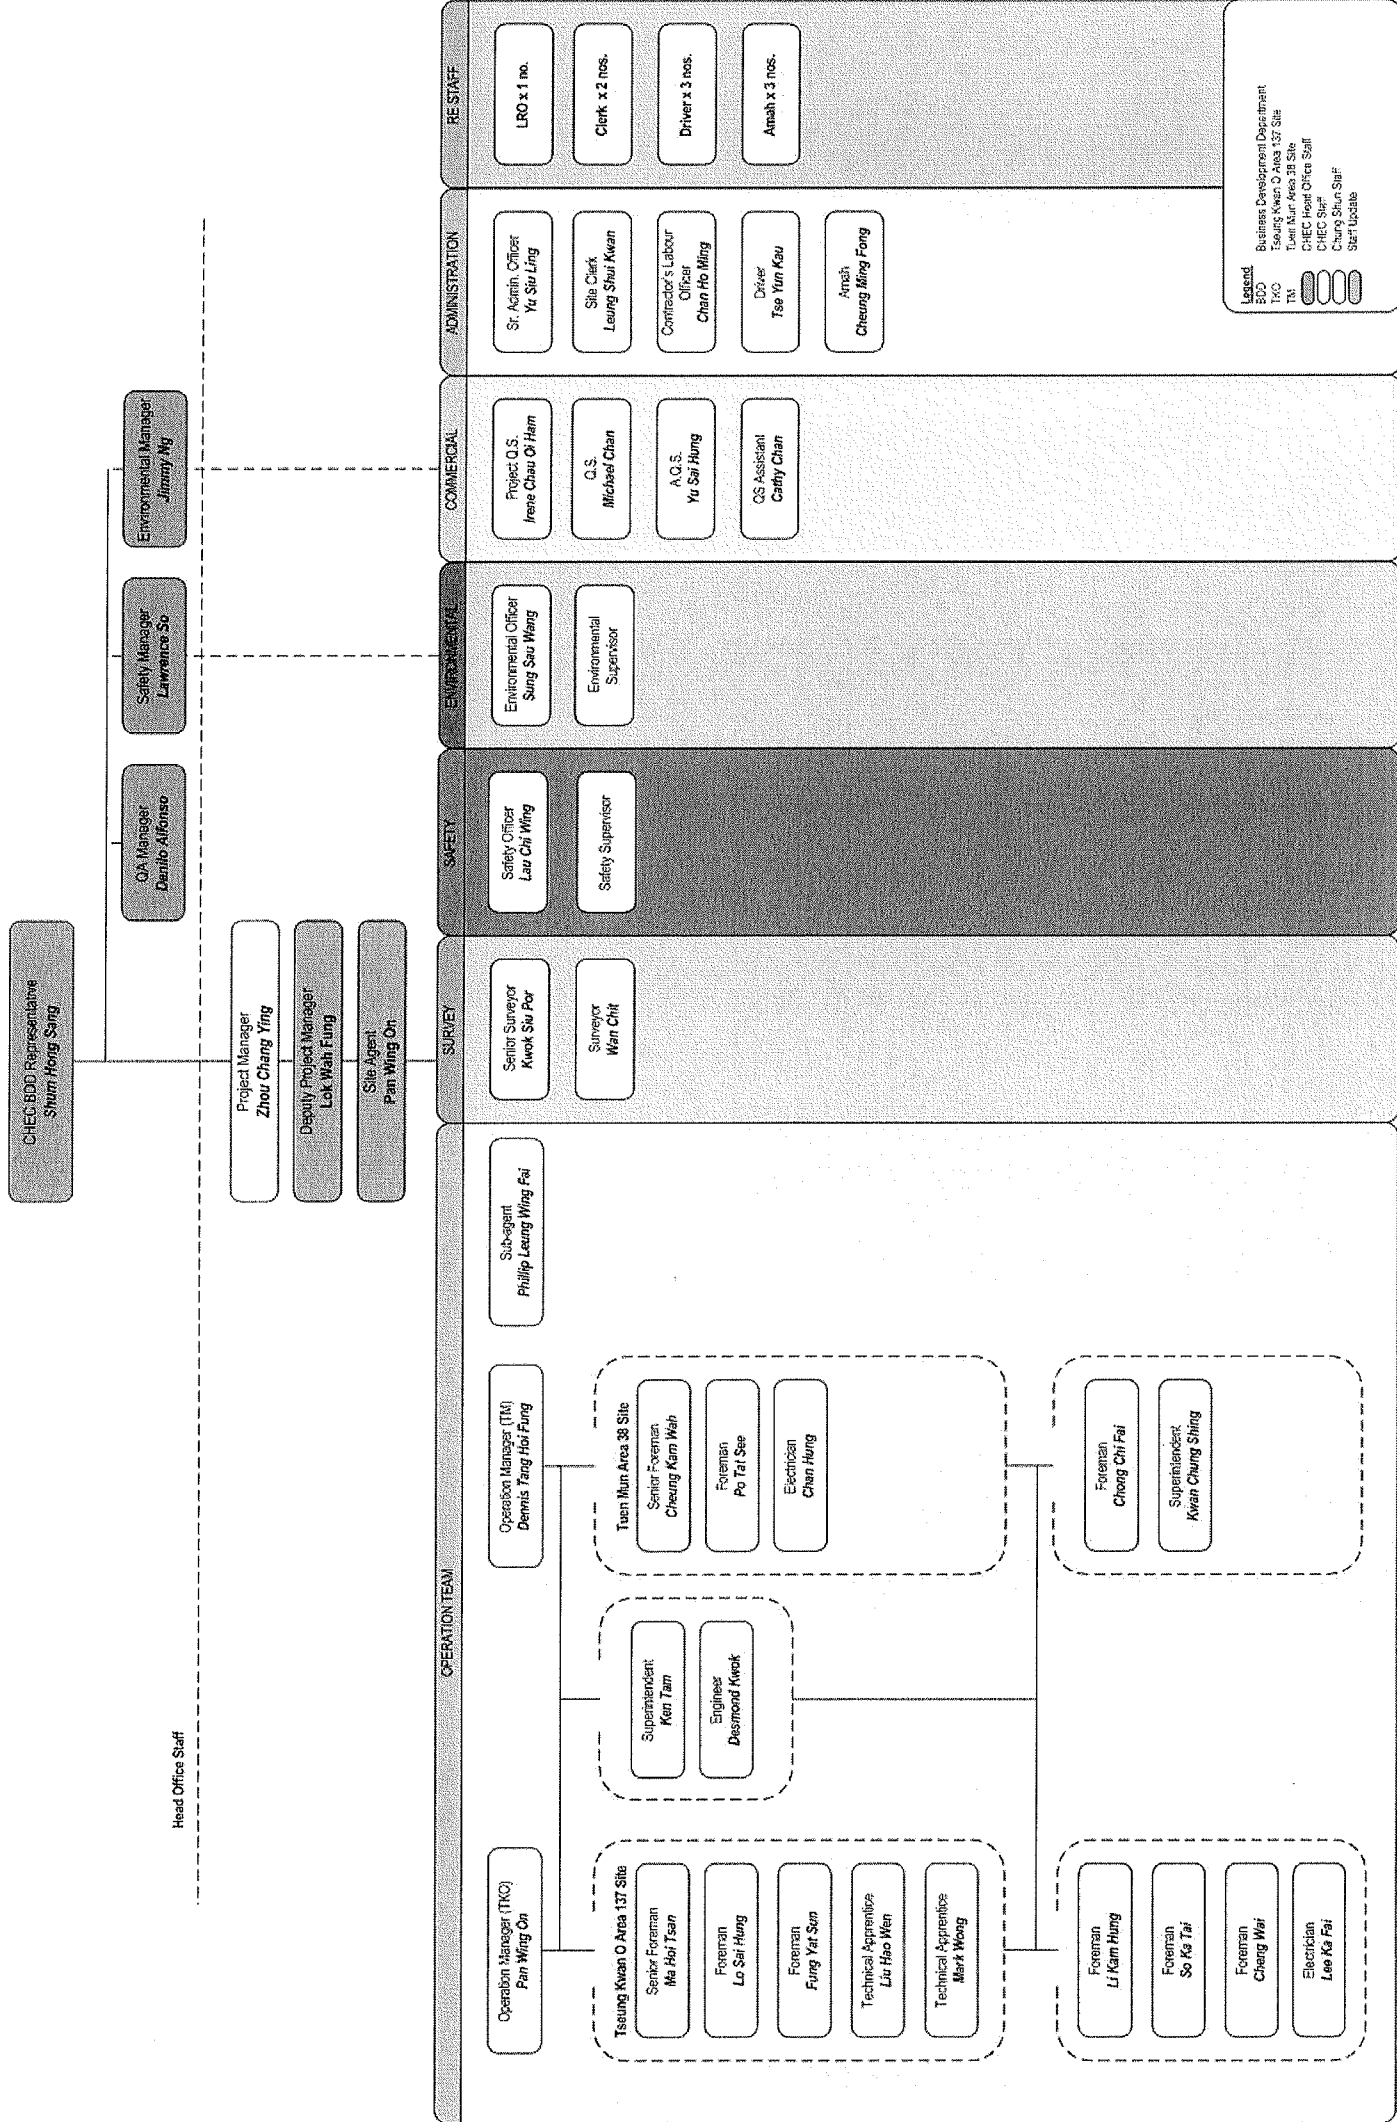 CHEC BDD Representative
Shum Hong Sang
QA Manager
Danilo Alfonso
Safety Manager
Lawrence So
Environmental Manager
Jimmy Ng
Head Office Staff
Project Manager
Zhou Chang Ying
Deputy Project Manager
Lok Wah Fung
Site Agent
Pan Wing On
OPERATION TEAM
SURVEY
SAFETY
ENVIRONMENTAL
COMMERCIAL
ADMINISTRATION
RE STAFF
Operation Manager (TKO)
Pan Wing On
Operation Manager (TM)
Dennis Tang Hoi Fung
Sub-agent
Phillip Leung Wing Fai
Tseung Kwan O Area 137 Site
Senior Foreman
Ma Hoi Tsan
Foreman
Lo Sai Hung
Foreman
Fung Yat Sun
Technical Apprentice
Liu Hao Wen
Technical Apprentice
Mark Wong
Superintendent
Ken Tam
Engineer
Desmond Kwok
Tuen Mun Area 38 Site
Senior Foreman
Cheung Kam Wah
Foreman
Po Tat See
Electrician
Chan Hung
Foreman
Li Kam Hung
Foreman
So Ka Tai
Foreman
Cheng Wai
Electrician
Lee Ka Fai
Foreman
Chong Chi Fai
Superintendent
Kwan Chung Shing
Senior Surveyor
Kwok Siu Por
Surveyor
Wan Chit
Safety Officer
Lau Chi Wing
Safety Supervisor
Environmental Officer
Sung Sau Wang
Environmental
Supervisor
Project Q.S.
Irene Chau Oi Ham
Q.S.
Michael Chan
A.Q.S.
Yu Sai Hung
QS Assistant
Cathy Chan
Sr. Admin. Officer
Yu Siu Ling
Site Clerk
Leung Shui Kwan
Contractor's Labour
Officer
Chan Ho Ming
Driver
Tse Yun Kau
Amah
Cheung Ming Fong
LRO x 1 no.
Clerk x 2 nos.
Driver x 3 nos.
Amah x 3 nos.
Legend
BDD Business Development Department
TKO Tseung Kwan O Area 137 Site
TM Tuen Mun Area 38 Site
CHEC Head Office Staff
CHEC Staff
Chung Shun Staff
Staff Update